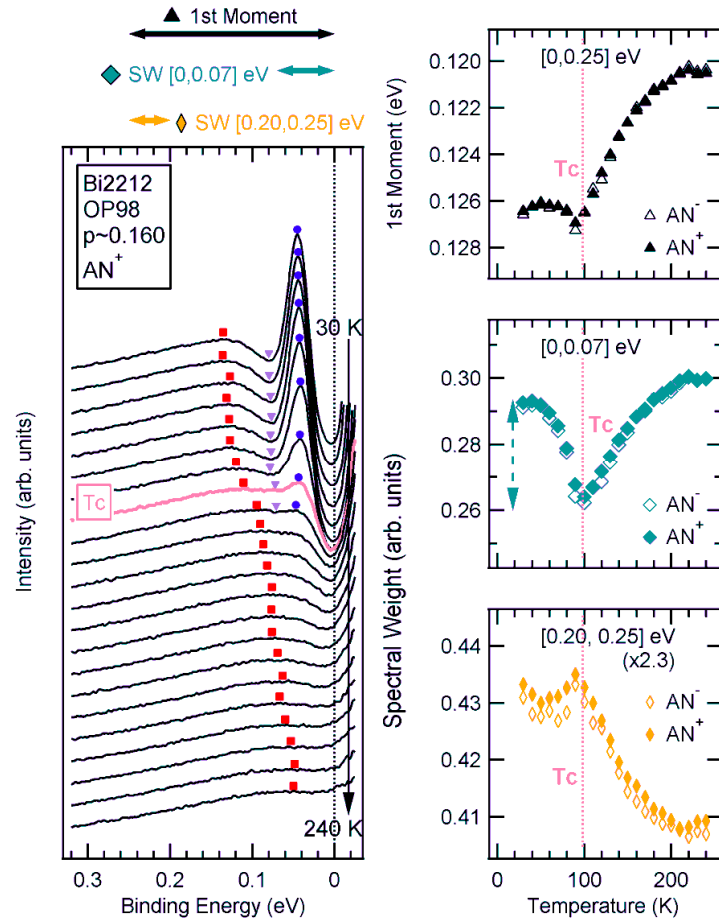 1st Moment
SW [0,0.07] eV
SW [0.20,0.25] eV
Bi2212
OP98
p~0.160
AN+
30 K
Tc
240 K
Intensity (arb. units)
0.3 0.2 0.1 0
Binding Energy (eV)
[0,0.25] eV
0.120
0.122
0.124
0.126
0.128
1st Moment (eV)
Tc
AN-
AN+
[0,0.07] eV
0.30
0.28
0.26
Tc
AN-
AN+
Spectral Weight (arb. units)
[0.20, 0.25] eV
(x2.3)
0.44
0.43
0.42
0.41
AN-
AN+
Tc
0 100 200
Temperature (K)